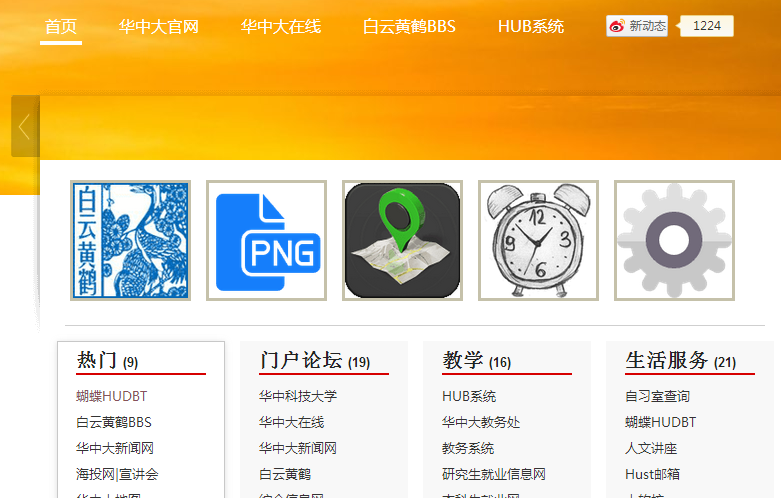 首页 华中大官网 华中大在线 白云黄鹤BBS HUB系统 新动态 1224
白云黄鹤
PNG
12
9 3
6
热门 (9) 门户论坛 (19) 教学 (16) 生活服务 (21)
蝴蝶HUDBT 华中科技大学 HUB系统 自习室查询
白云黄鹤BBS 华中大在线 华中大教务处 蝴蝶HUDBT
华中大新闻网 华中大新闻网 教务系统 人文讲座
海投网|宣讲会 白云黄鹤 研究生就业信息网 Hust邮箱